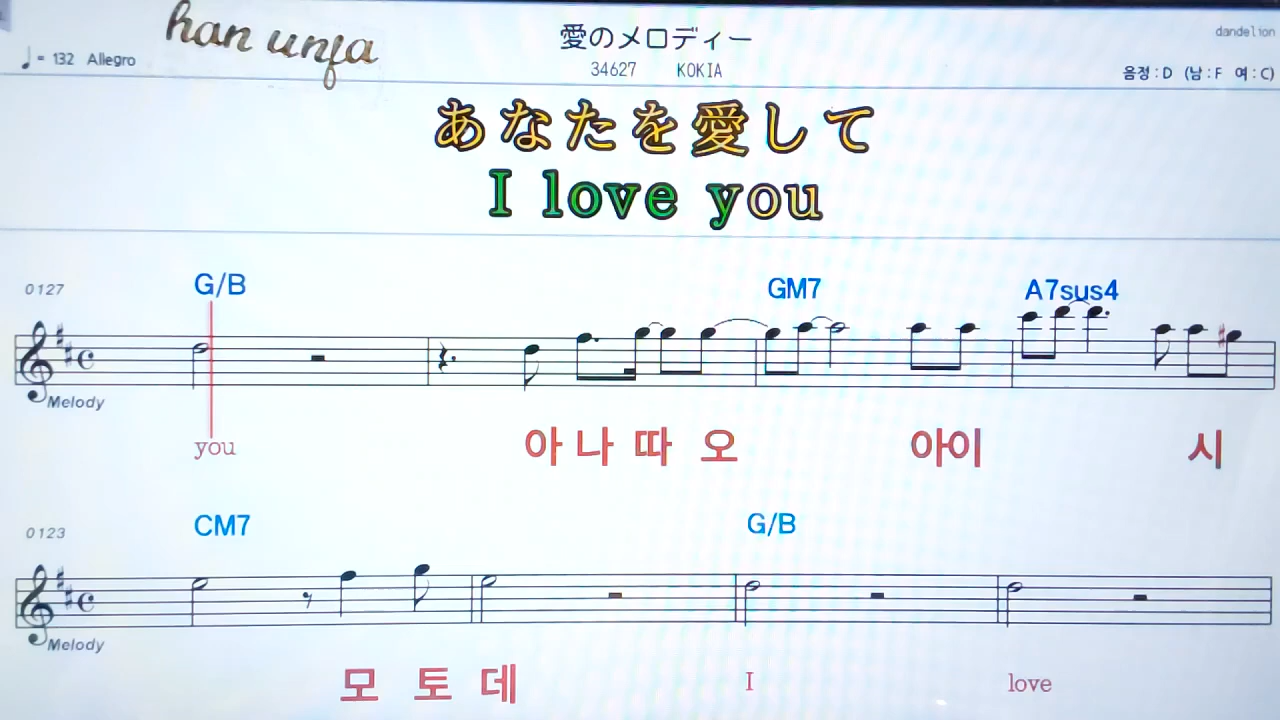 han unfa
愛のメロディー
dandelion
♩= 132 Allegro
34627 KOKIA
음정 : D (남 : F 여 : C)
あなたを愛して
I love you
0127
G/B GM7 A7sus4
Melody
you 아 나 따 오 아이 시
0123
CM7 G/B
Melody
모 토 데 I love